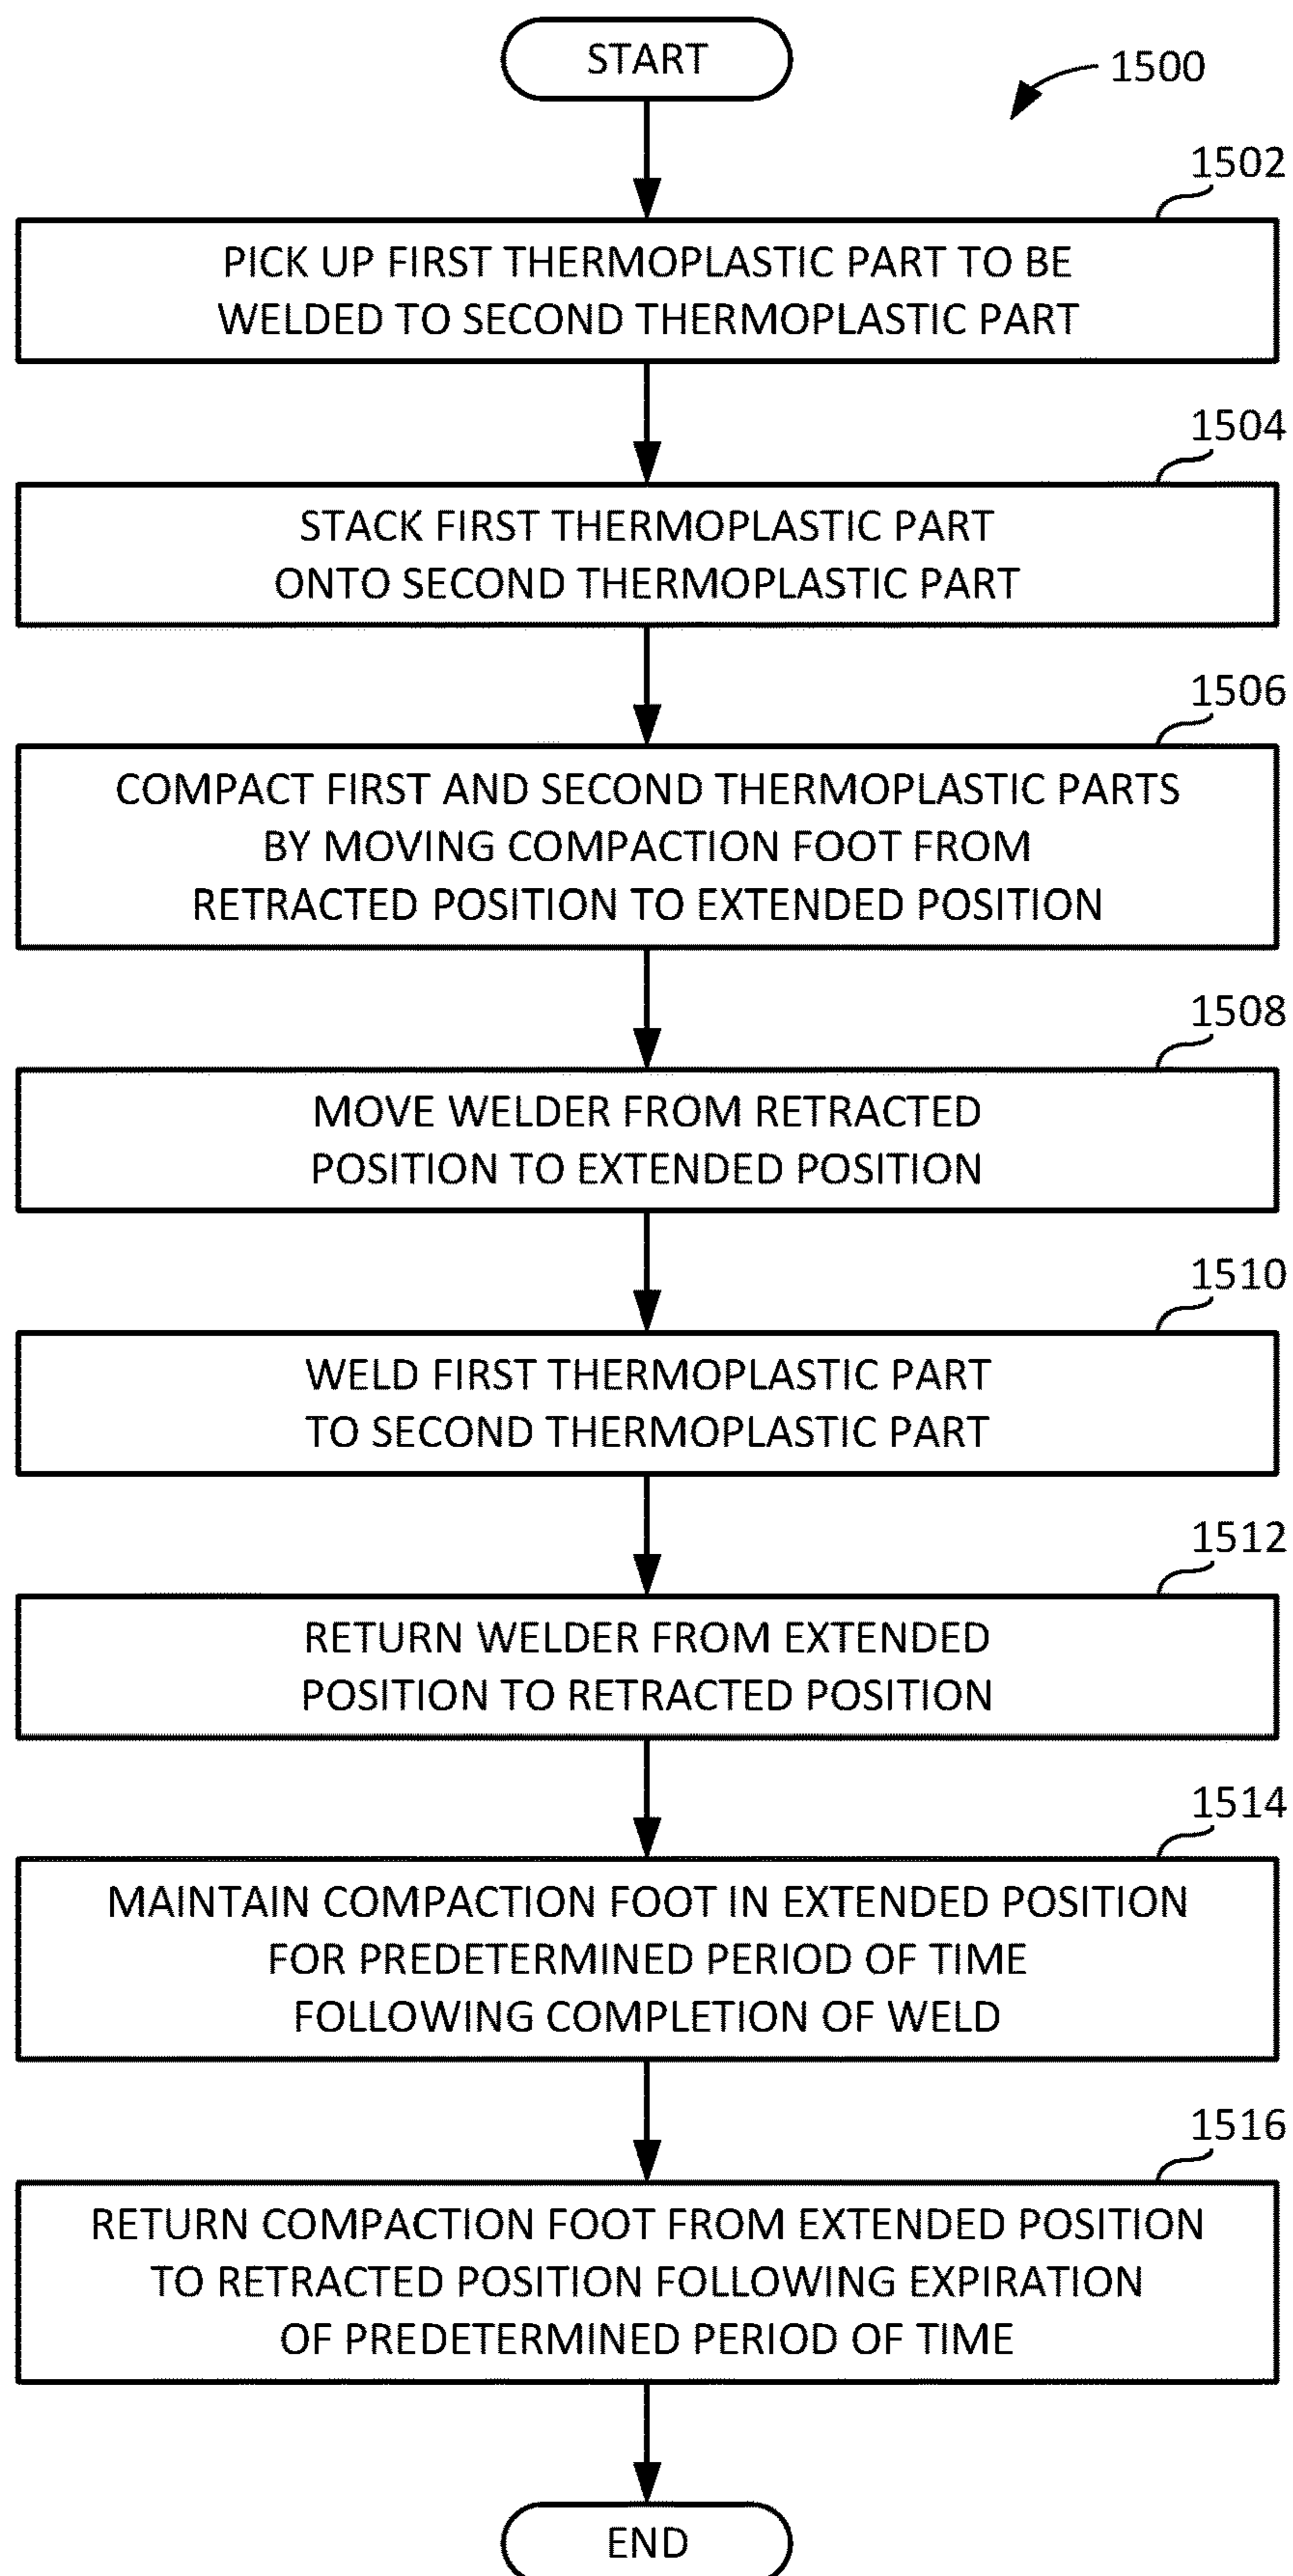 START
1500
1502
PICK UP FIRST THERMOPLASTIC PART TO BE
WELDED TO SECOND THERMOPLASTIC PART
1504
STACK FIRST THERMOPLASTIC PART
ONTO SECOND THERMOPLASTIC PART
1506
COMPACT FIRST AND SECOND THERMOPLASTIC PARTS
BY MOVING COMPACTION FOOT FROM
RETRACTED POSITION TO EXTENDED POSITION
1508
MOVE WELDER FROM RETRACTED
POSITION TO EXTENDED POSITION
1510
WELD FIRST THERMOPLASTIC PART
TO SECOND THERMOPLASTIC PART
1512
RETURN WELDER FROM EXTENDED
POSITION TO RETRACTED POSITION
1514
MAINTAIN COMPACTION FOOT IN EXTENDED POSITION
FOR PREDETERMINED PERIOD OF TIME
FOLLOWING COMPLETION OF WELD
1516
RETURN COMPACTION FOOT FROM EXTENDED POSITION
TO RETRACTED POSITION FOLLOWING EXPIRATION
OF PREDETERMINED PERIOD OF TIME
END